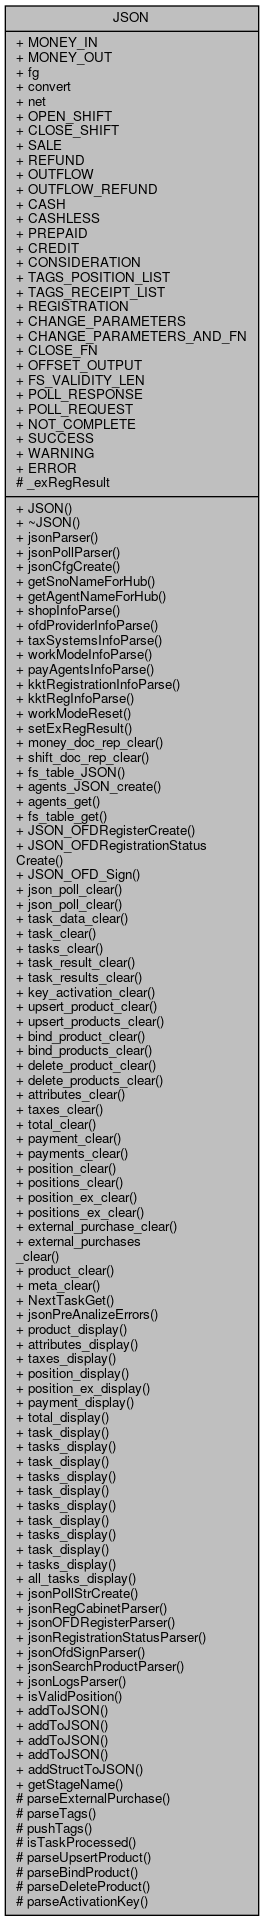 JSON
+ MONEY_IN
+ MONEY_OUT
+ fg
+ convert
+ net
+ OPEN_SHIFT
+ CLOSE_SHIFT
+ SALE
+ REFUND
+ OUTFLOW
+ OUTFLOW_REFUND
+ CASH
+ CASHLESS
+ PREPAID
+ CREDIT
+ CONSIDERATION
+ TAGS_POSITION_LIST
+ TAGS_RECEIPT_LIST
+ REGISTRATION
+ CHANGE_PARAMETERS
+ CHANGE_PARAMETERS_AND_FN
+ CLOSE_FN
+ OFFSET_OUTPUT
+ FS_VALIDITY_LEN
+ POLL_RESPONSE
+ POLL_REQUEST
+ NOT_COMPLETE
+ SUCCESS
+ WARNING
+ ERROR
# _exRegResult
+ JSON()
+ ~JSON()
+ jsonParser()
+ jsonPollParser()
+ jsonCfgCreate()
+ getSnoNameForHub()
+ getAgentNameForHub()
+ shopInfoParse()
+ ofdProviderInfoParse()
+ taxSystemsInfoParse()
+ workModeInfoParse()
+ payAgentsInfoParse()
+ kktRegistrationInfoParse()
+ kktRegInfoParse()
+ workModeReset()
+ setExRegResult()
+ money_doc_rep_clear()
+ shift_doc_rep_clear()
+ fs_table_JSON()
+ agents_JSON_create()
+ agents_get()
+ fs_table_get()
+ JSON_OFDRegisterCreate()
+ JSON_OFDRegistrationStatus
Create()
+ JSON_OFD_Sign()
+ json_poll_clear()
+ json_poll_clear()
+ task_data_clear()
+ task_clear()
+ tasks_clear()
+ task_result_clear()
+ task_results_clear()
+ key_activation_clear()
+ upsert_product_clear()
+ upsert_products_clear()
+ bind_product_clear()
+ bind_products_clear()
+ delete_product_clear()
+ delete_products_clear()
+ attributes_clear()
+ taxes_clear()
+ total_clear()
+ payment_clear()
+ payments_clear()
+ position_clear()
+ positions_clear()
+ position_ex_clear()
+ positions_ex_clear()
+ external_purchase_clear()
+ external_purchases
_clear()
+ product_clear()
+ meta_clear()
+ NextTaskGet()
+ jsonPreAnalizeErrors()
+ product_display()
+ attributes_display()
+ taxes_display()
+ position_display()
+ position_ex_display()
+ payment_display()
+ total_display()
+ task_display()
+ tasks_display()
+ task_display()
+ tasks_display()
+ task_display()
+ tasks_display()
+ task_display()
+ tasks_display()
+ task_display()
+ tasks_display()
+ all_tasks_display()
+ jsonPollStrCreate()
+ jsonRegCabinetParser()
+ jsonOFDRegisterParser()
+ jsonRegistrationStatusParser()
+ jsonOfdSignParser()
+ jsonSearchProductParser()
+ jsonLogsParser()
+ isValidPosition()
+ addToJSON()
+ addToJSON()
+ addToJSON()
+ addToJSON()
+ addStructToJSON()
+ getStageName()
# parseExternalPurchase()
# parseTags()
# pushTags()
# isTaskProcessed()
# parseUpsertProduct()
# parseBindProduct()
# parseDeleteProduct()
# parseActivationKey()